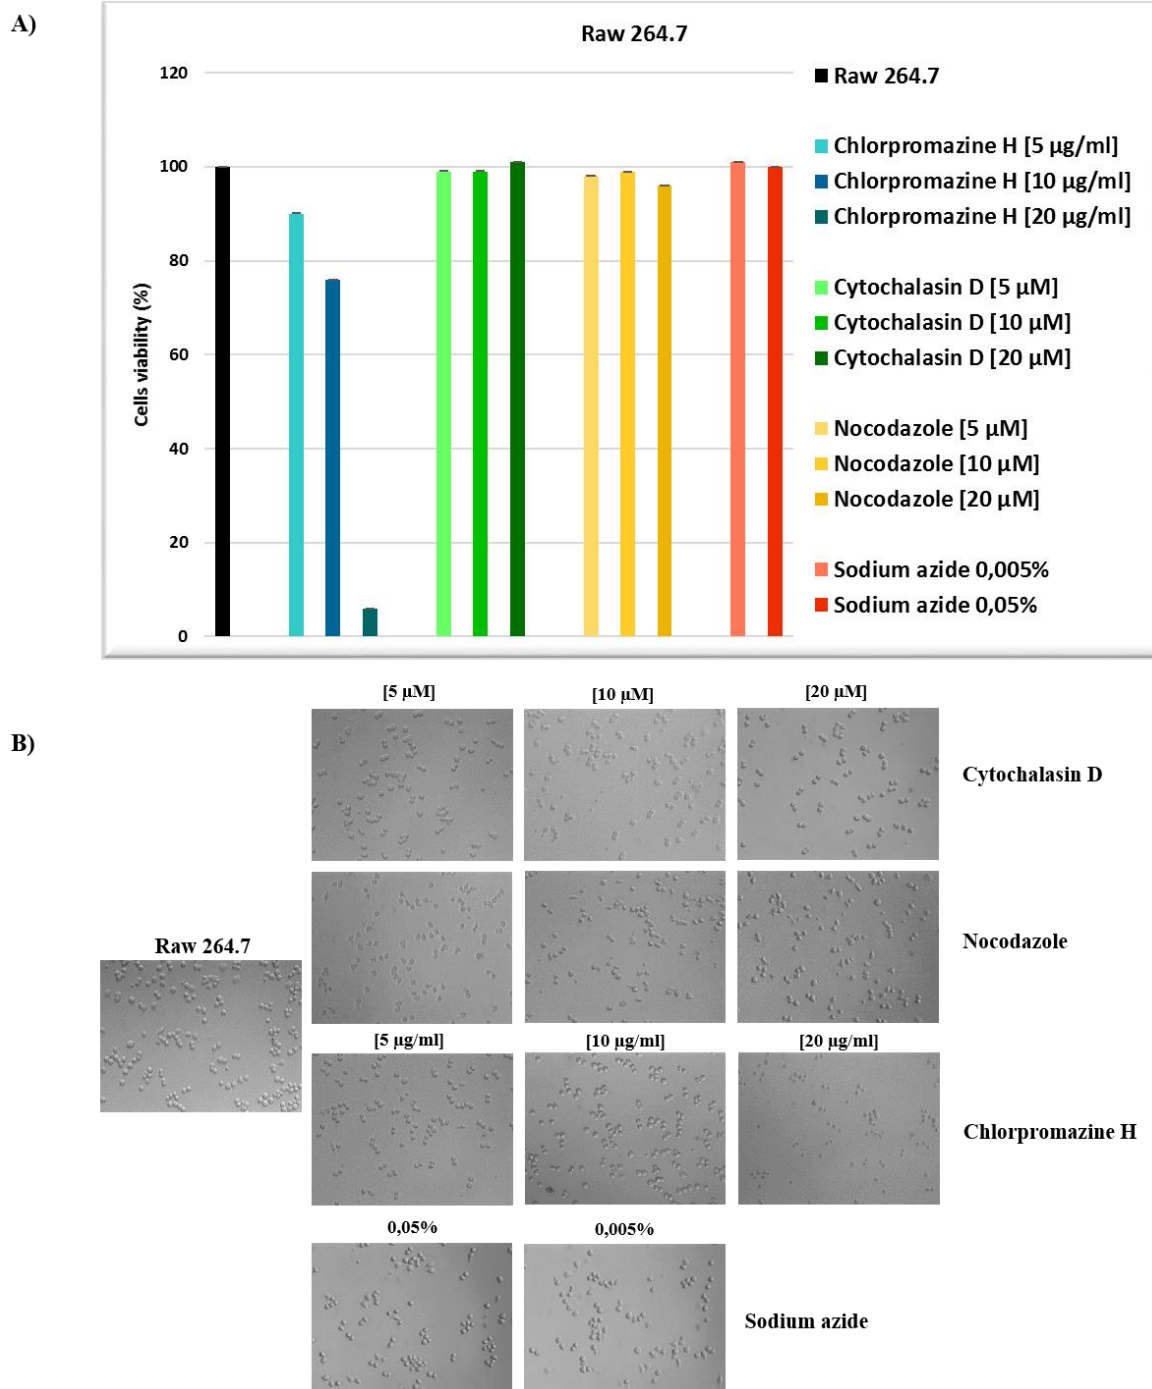 A)
Raw 264.7
120
100
80
60
40
20
0
Cells viability (%)
Raw 264.7
Chlorpromazine H [5 µg/ml]
Chlorpromazine H [10 µg/ml]
Chlorpromazine H [20 µg/ml]
Cytochalasin D [5 µM]
Cytochalasin D [10 µM]
Cytochalasin D [20 µM]
Nocodazole [5 µM]
Nocodazole [10 µM]
Nocodazole [20 µM]
Sodium azide 0,005%
Sodium azide 0,05%
B)
[5 µM] [10 µM] [20 µM]
Cytochalasin D
Nocodazole
Raw 264.7
[5 µg/ml] [10 µg/ml] [20 µg/ml]
Chlorpromazine H
0,05% 0,005%
Sodium azide